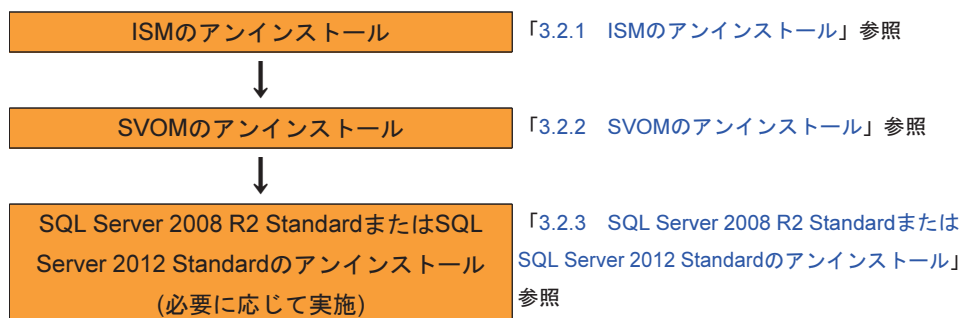 ISMのアンインストール
「3.2.1 ISMのアンインストール」参照
↓
SVOMのアンインストール
「3.2.2 SVOMのアンインストール」参照
↓
SQL Server 2008 R2 StandardまたはSQL
Server 2012 Standardのアンインストール
(必要に応じて実施)
「3.2.3 SQL Server 2008 R2 Standardまたは
SQL Server 2012 Standardのアンインストール」
参照